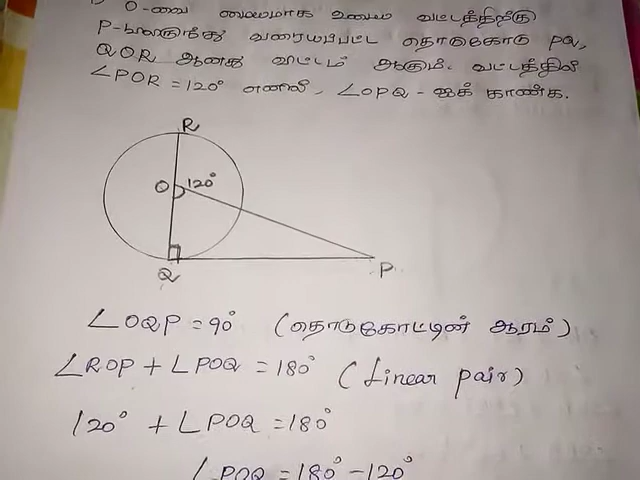 O-வை மையமாக உடைய வட்டத்திற்கு
P-லிருந்து வரையப்பட்ட தொடுகோடு PQ,
QOR ஆனது விட்டம் ஆகும். வட்டத்தில்
∠POR = 120° எனில், ∠OPQ - ஐக் காண்க.
R
O 120°
Q
P
∠OQP = 90° (தொடுகோட்டின் ஆரம்)
∠ROP + ∠POQ = 180° (Linear pair)
120° + ∠POQ = 180°
∠POQ = 180° - 120°